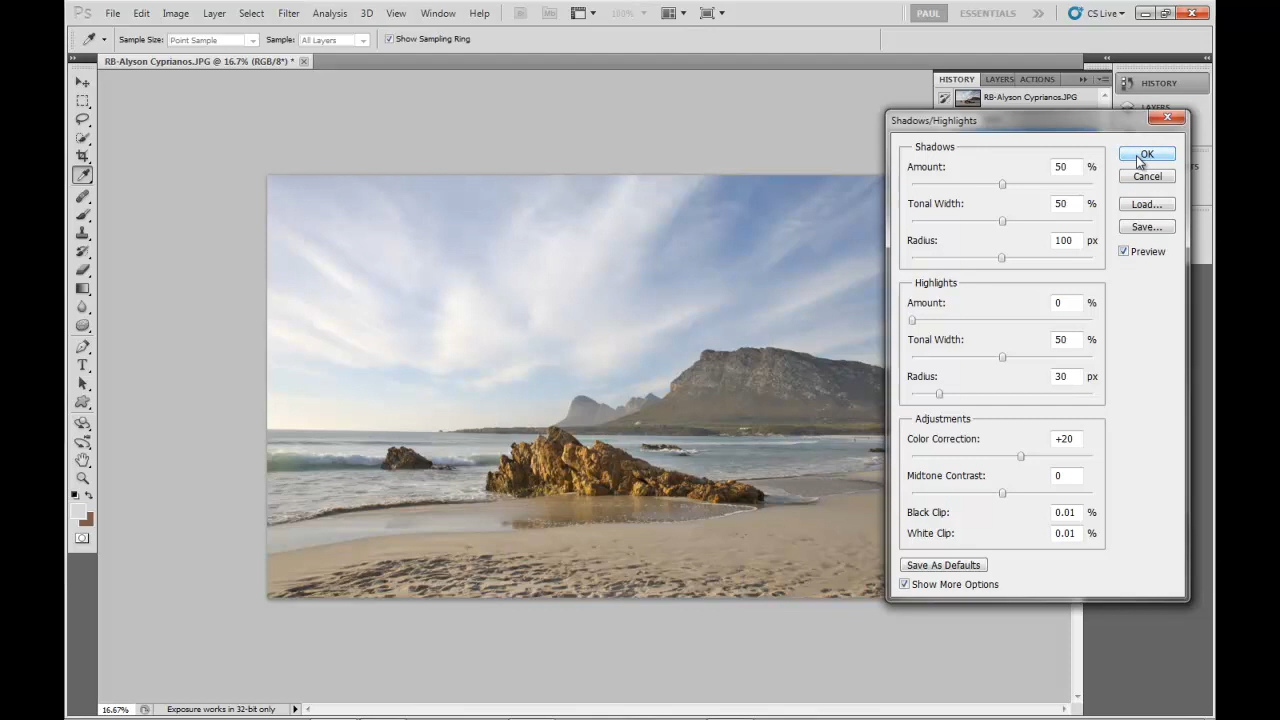 Ps File Edit Image Layer Select Filter Analysis 3D View Window Help Br Mb 100% PAUL ESSENTIALS CS Live
Sample Size: Point Sample Sample: All Layers Show Sampling Ring
RB-Alyson Cyprianos.JPG @ 16.7% (RGB/8*) *
HISTORY LAYERS ACTIONS HISTORY
RB-Alyson Cyprianos.JPG
LAYERS
Shadows/Highlights
Shadows
Amount: 50 %
OK
Cancel
Tonal Width: 50 %
Load...
Save...
Radius: 100 px
Preview
Highlights
Amount: 0 %
Tonal Width: 50 %
Radius: 30 px
Adjustments
Color Correction: +20
Midtone Contrast: 0
Black Clip: 0.01 %
White Clip: 0.01 %
Save As Defaults
Show More Options
16.67% Exposure works in 32-bit only